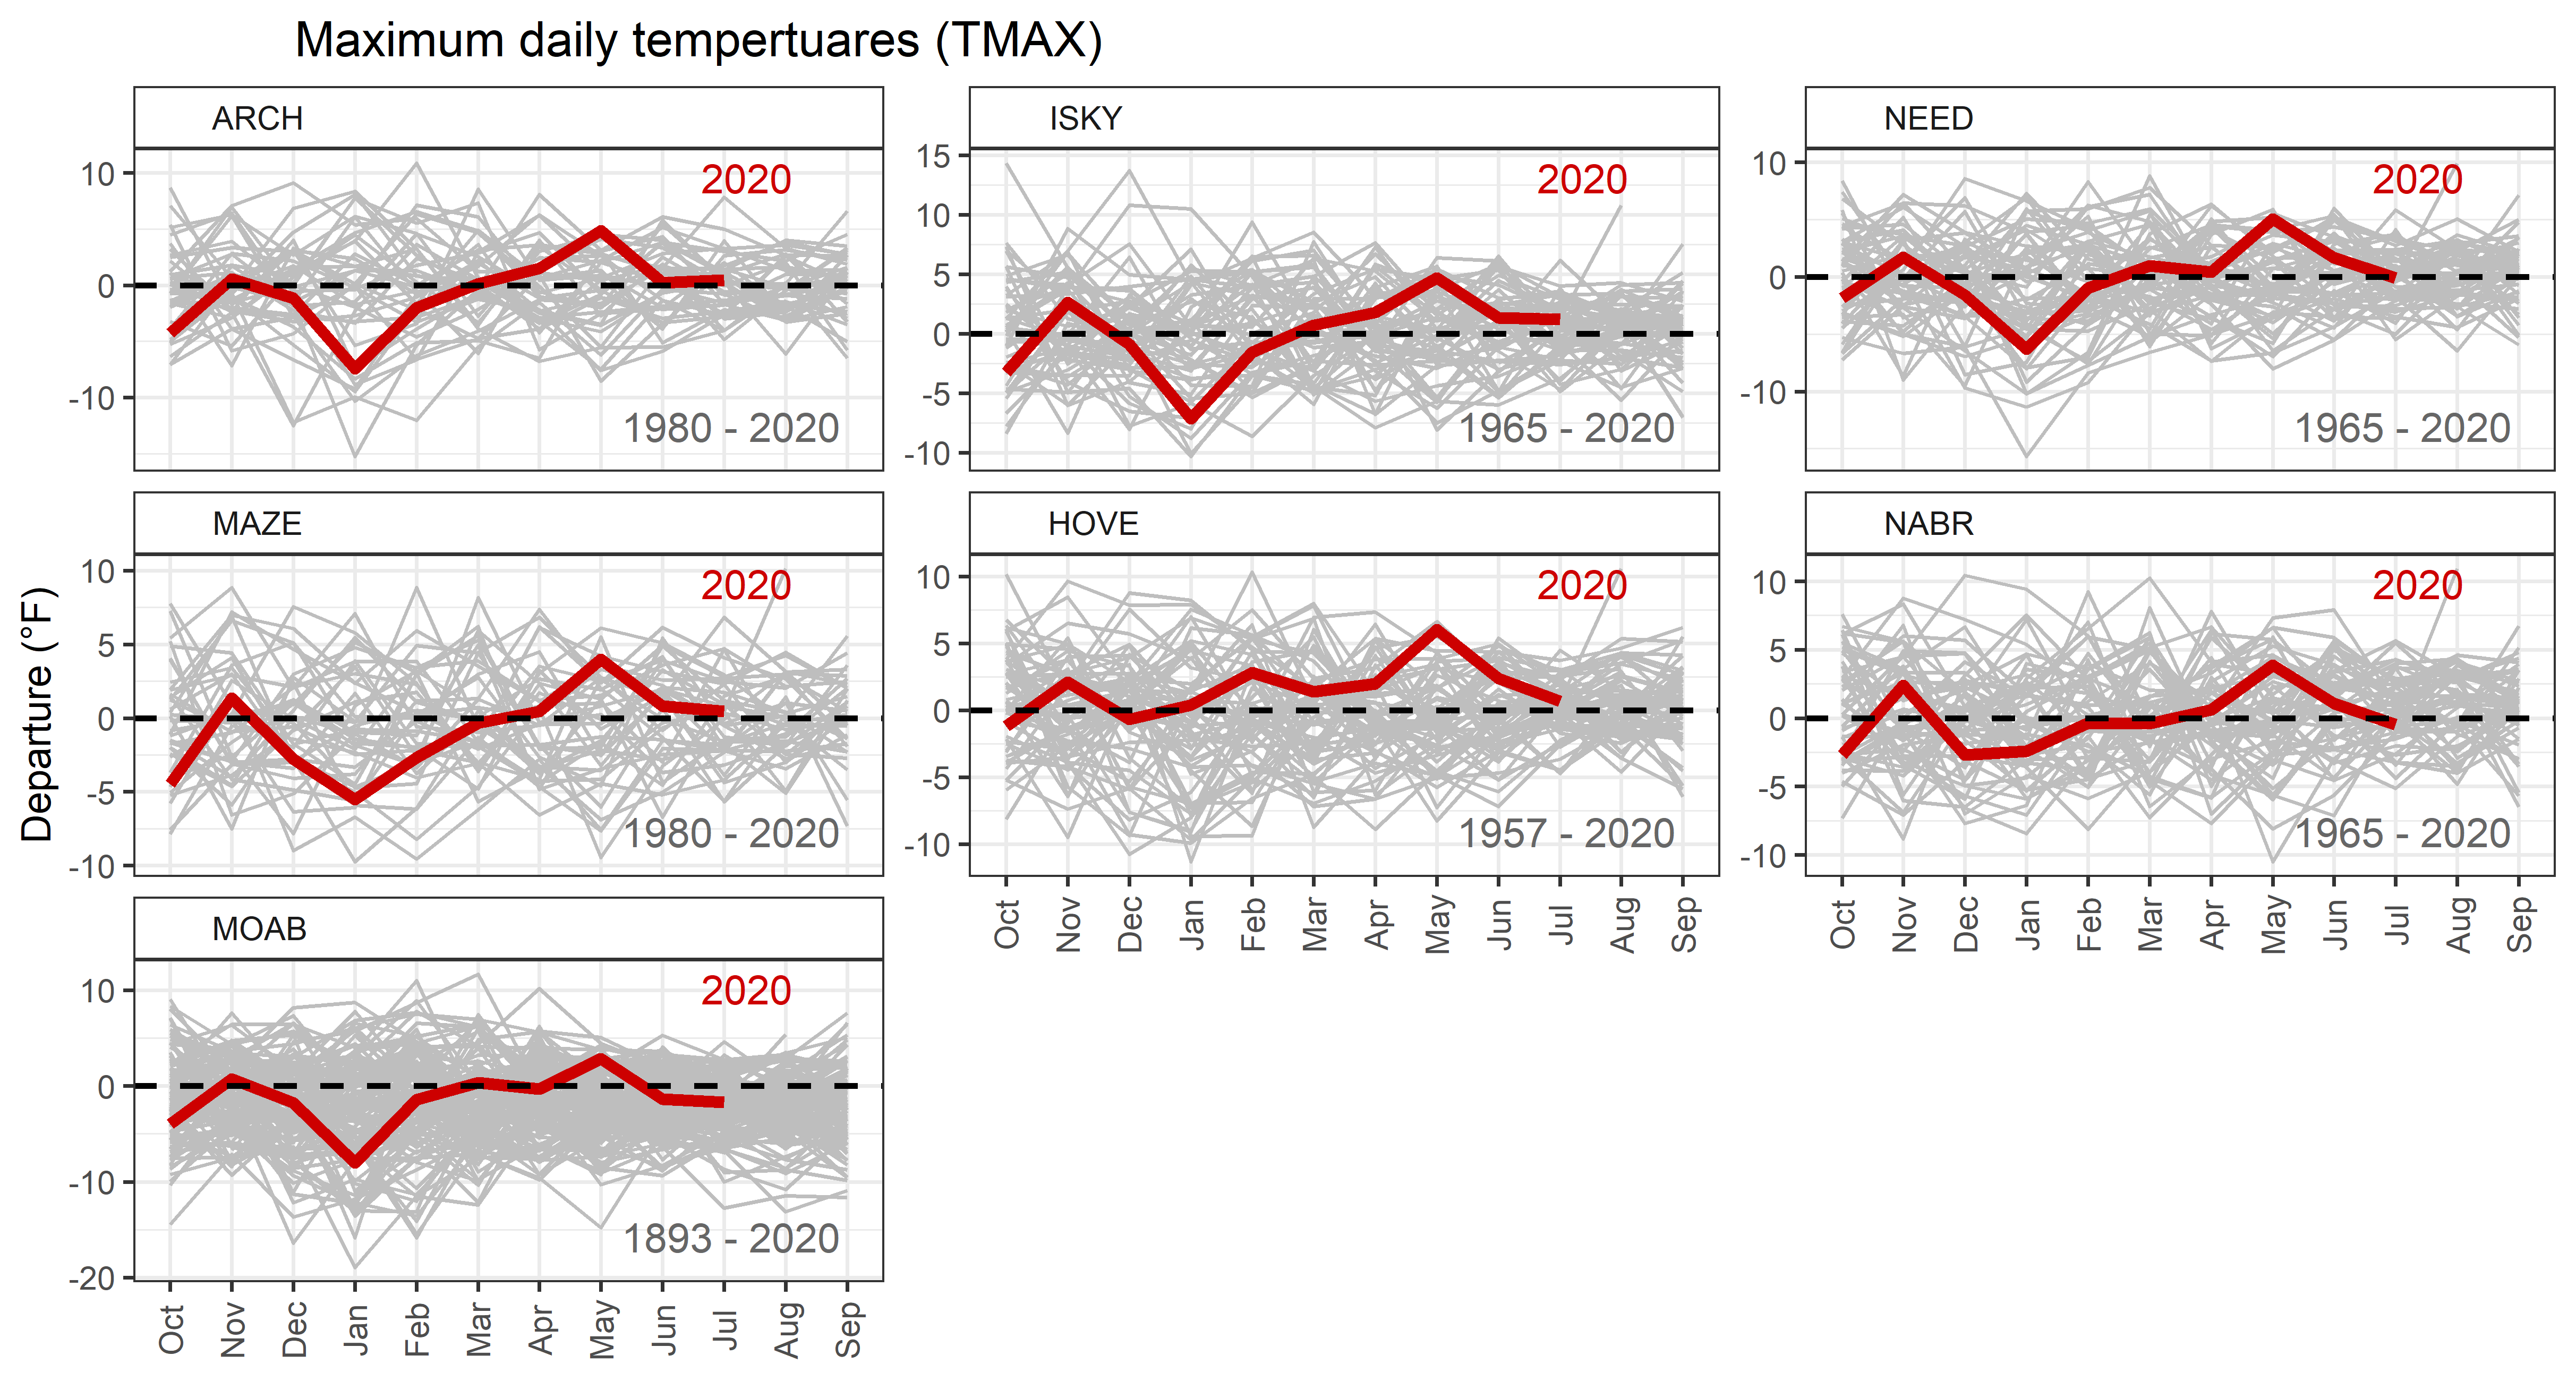 Maximum daily tempertuares (TMAX)
ARCH
ISKY
NEED
10
0
-10
2020
1980 - 2020
15
10
5
0
-5
-10
2020
1965 - 2020
10
0
-10
2020
1965 - 2020
Departure (°F)
MAZE
HOVE
NABR
10
5
0
-5
-10
2020
1980 - 2020
10
5
0
-5
-10
2020
1957 - 2020
10
5
0
-5
-10
2020
1965 - 2020
Oct Nov Dec Jan Feb Mar Apr May Jun Jul Aug Sep
Oct Nov Dec Jan Feb Mar Apr May Jun Jul Aug Sep
MOAB
10
0
-10
-20
2020
1893 - 2020
Oct Nov Dec Jan Feb Mar Apr May Jun Jul Aug Sep